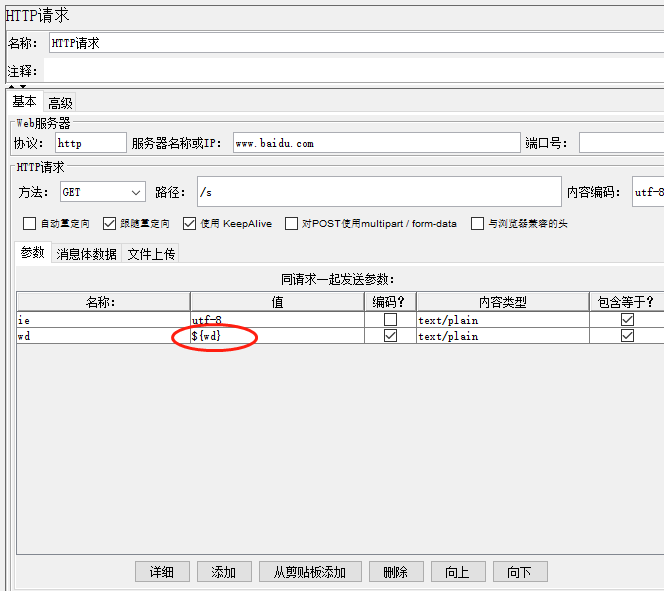 HTTP请求
名称： HTTP请求
注释：
基本 高级
Web服务器
协议： http 服务器名称或IP： www.baidu.com 端口号：
HTTP请求
方法： GET 路径： /s 内容编码： utf-8
自动重定向 跟随重定向 使用 KeepAlive 对POST使用multipart / form-data 与浏览器兼容的头
参数 消息体数据 文件上传
同请求一起发送参数：
名称： 值 编码？ 内容类型 包含等于？
ie utf-8 text/plain
wd ${wd} text/plain
详细 添加 从剪贴板添加 删除 向上 向下